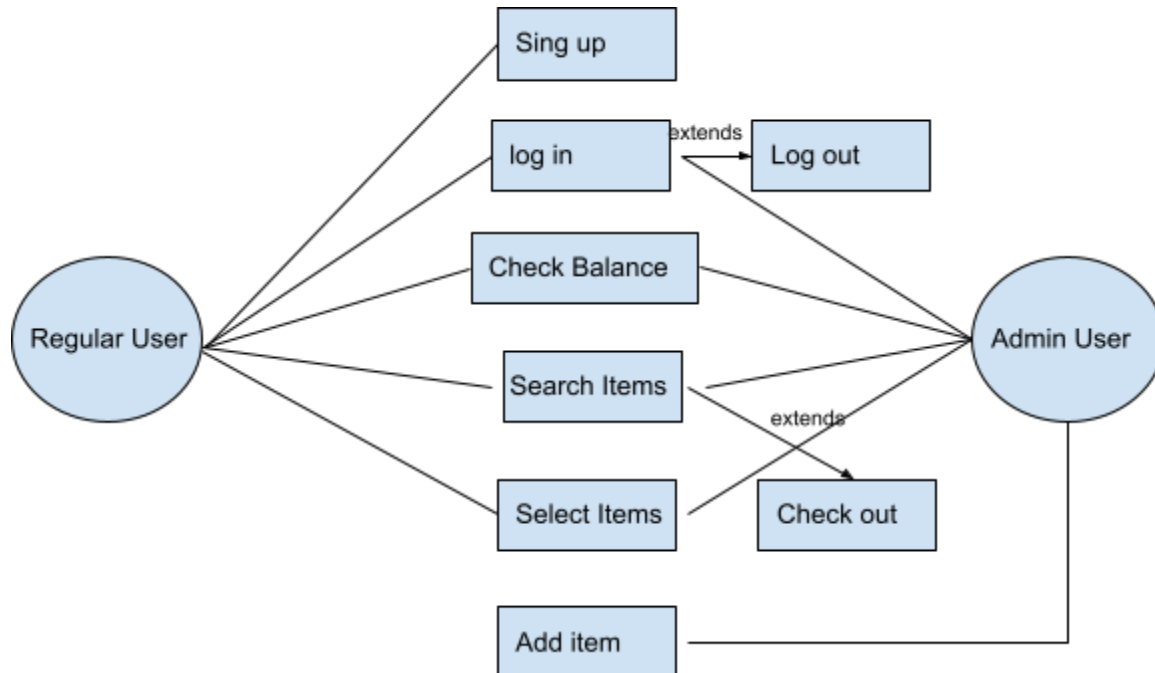 Sing up
log in
extends
Log out
Check Balance
Regular User
Admin User
Search Items
extends
Select Items
Check out
Add item